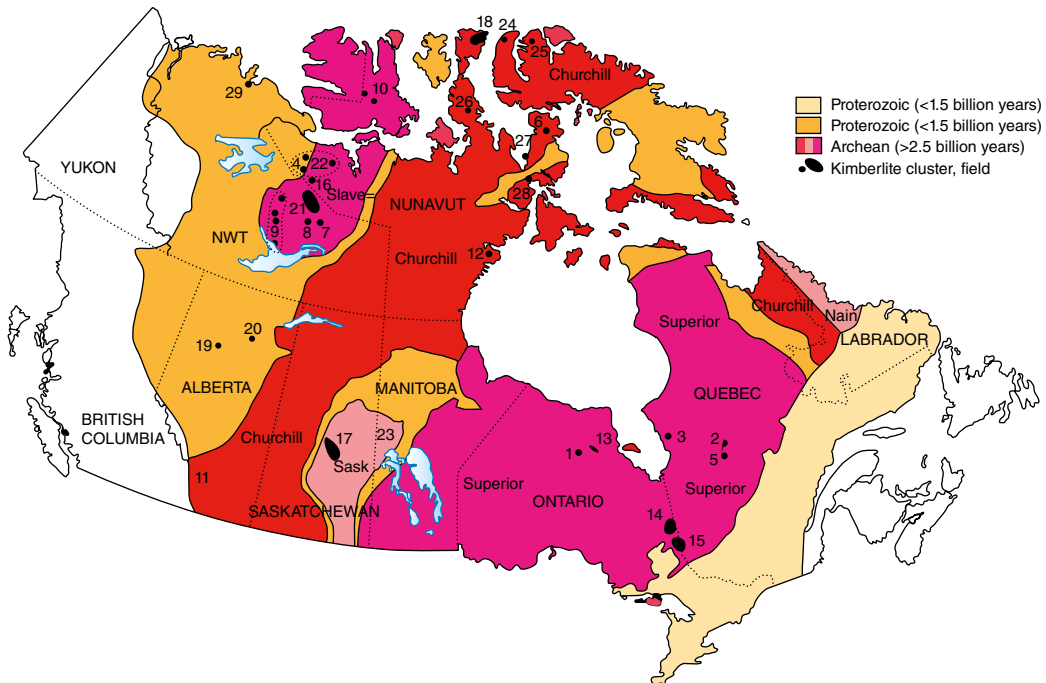 18
24
25
Churchill
29
10
26
6
Proterozoic (<1.5 billion years)
Proterozoic (<1.5 billion years)
Archean (>2.5 billion years)
Kimberlite cluster, field
YUKON
4
22
27
16
Slave
28
21
NUNAVUT
NWT
9
8
7
12
Churchill
Churchill
Nain
Superior
LABRADOR
19
20
ALBERTA
MANITOBA
QUEBEC
BRITISH
COLUMBIA
Churchill
17
23
Sask
13
1
3
2
5
11
Superior
Superior
SASKATCHEWAN
ONTARIO
14
15